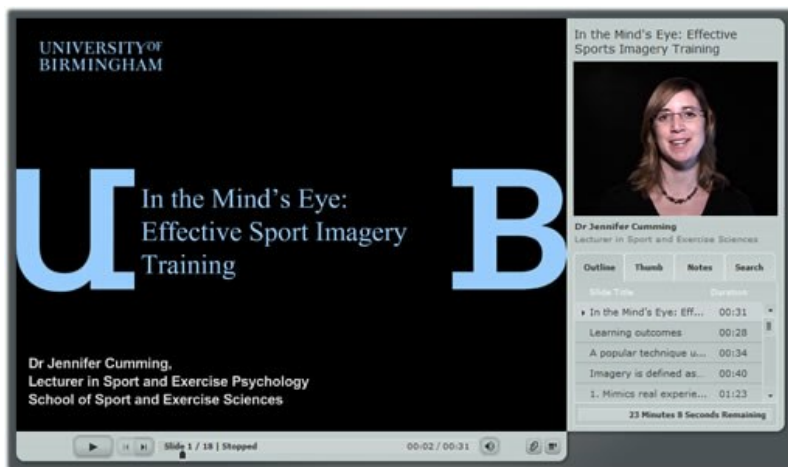 UNIVERSITY OF
BIRMINGHAM
U
B
In the Mind's Eye:
Effective Sport Imagery
Training
Dr Jennifer Cumming,
Lecturer in Sport and Exercise Psychology
School of Sport and Exercise Sciences
Slide 1 / 18 | Stopped
00:02 / 00:31
In the Mind's Eye: Effective
Sports Imagery Training
Dr Jennifer Cumming
Lecturer in Sport and Exercise Sciences
Outline Thumb Notes Search
Slide Title Duration
In the Mind's Eye: Eff... 00:31
Learning outcomes 00:28
A popular technique u... 00:34
Imagery is defined as... 00:40
1. Mimics real experie... 01:23
23 Minutes 8 Seconds Remaining